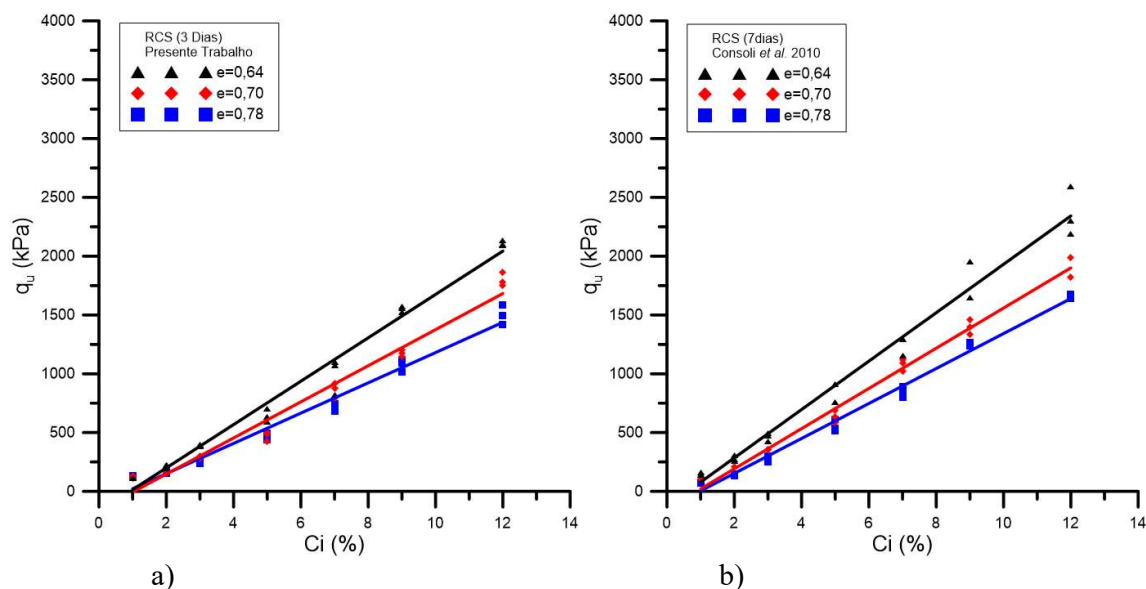 4000
3500
3000
2500
2000
1500
1000
500
0
q_u (kPa)
RCS (3 Dias)
Presente Trabalho
e=0,64
e=0,70
e=0,78
0 2 4 6 8 10 12 14
Ci (%)
a)
4000
3500
3000
2500
2000
1500
1000
500
0
q_u (kPa)
RCS (7dias)
Consoli et al. 2010
e=0,64
e=0,70
e=0,78
0 2 4 6 8 10 12 14
Ci (%)
b)